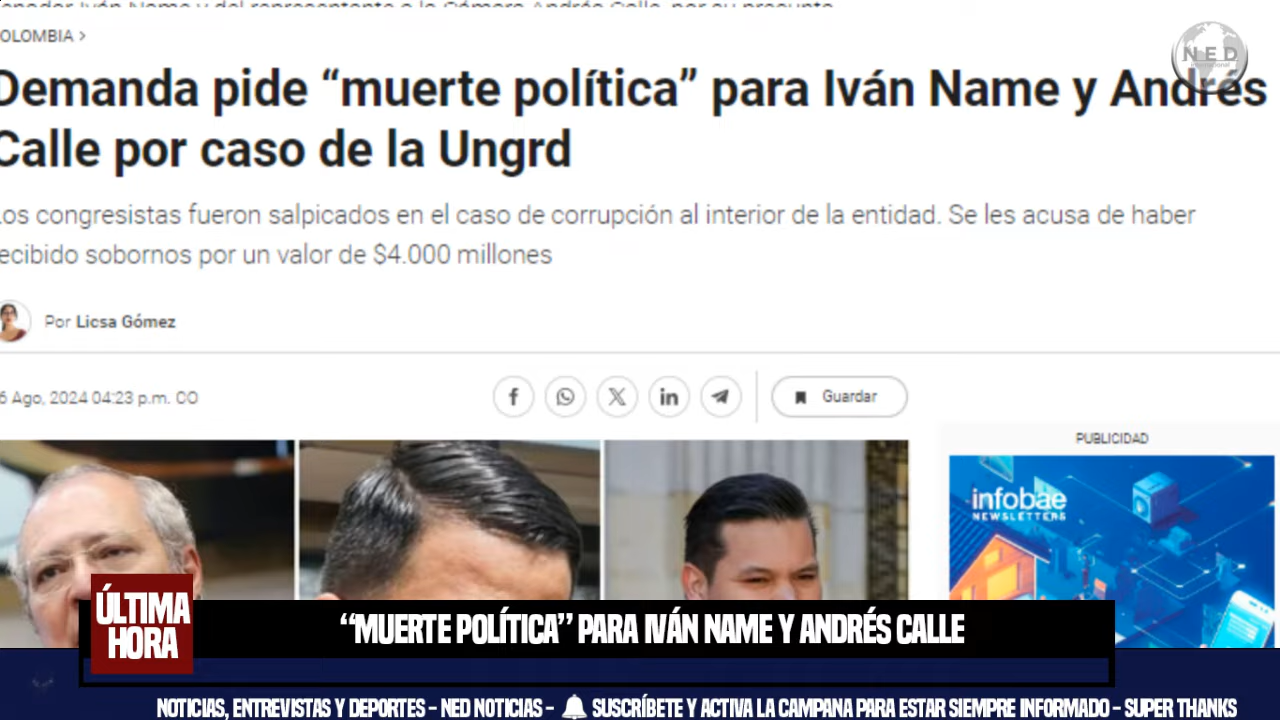 OLOMBIA >
NED
Demanda pide “muerte política” para Iván Name y Andrés
Calle por caso de la Ungrd
os congresistas fueron salpicados en el caso de corrupción al interior de la entidad. Se les acusa de haber
ecibido sobornos por un valor de $4.000 millones
Por Licsa Gómez
6 Ago, 2024 04:23 p.m. CO
Guardar
PUBLICIDAD
infobae
NEWSLETTERS
ÚLTIMA
HORA
“MUERTE POLÍTICA” PARA IVÁN NAME Y ANDRÉS CALLE
NOTICIAS, ENTREVISTAS Y DEPORTES - NED NOTICIAS - SUSCRÍBETE Y ACTIVA LA CAMPANA PARA ESTAR SIEMPRE INFORMADO - SUPER THANKS